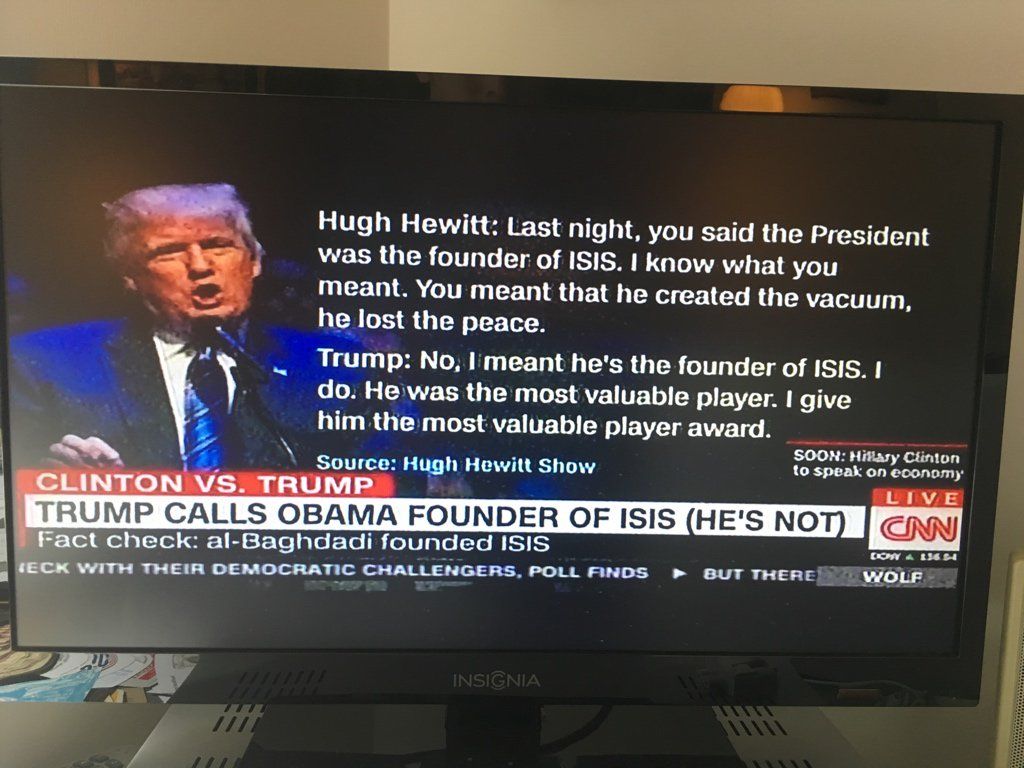 Hugh Hewitt: Last night, you said the President
was the founder of ISIS. I know what you
meant. You meant that he created the vacuum,
he lost the peace.
Trump: No, I meant he's the founder of ISIS. I
do. He was the most valuable player. I give
him the most valuable player award.
Source: Hugh Hewitt Show
SOON: Hillary Clinton
to speak on economy
CLINTON VS. TRUMP
TRUMP CALLS OBAMA FOUNDER OF ISIS (HE'S NOT)
Fact check: al-Baghdadi founded ISIS
LIVE
CNN
WITH THEIR DEMOCRATIC CHALLENGERS, POLL FINDS ► BUT THERE
WOLF
INSIGNIA